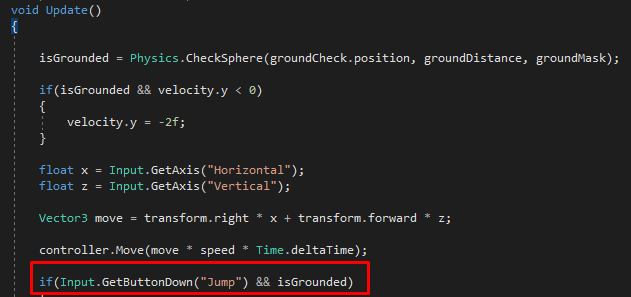 void Update()
{
isGrounded = Physics.CheckSphere(groundCheck.position, groundDistance, groundMask);
if(isGrounded && velocity.y < 0)
{
velocity.y = -2f;
}
float x = Input.GetAxis("Horizontal");
float z = Input.GetAxis("Vertical");
Vector3 move = transform.right * x + transform.forward * z;
controller.Move(move * speed * Time.deltaTime);
if(Input.GetButtonDown("Jump") && isGrounded)